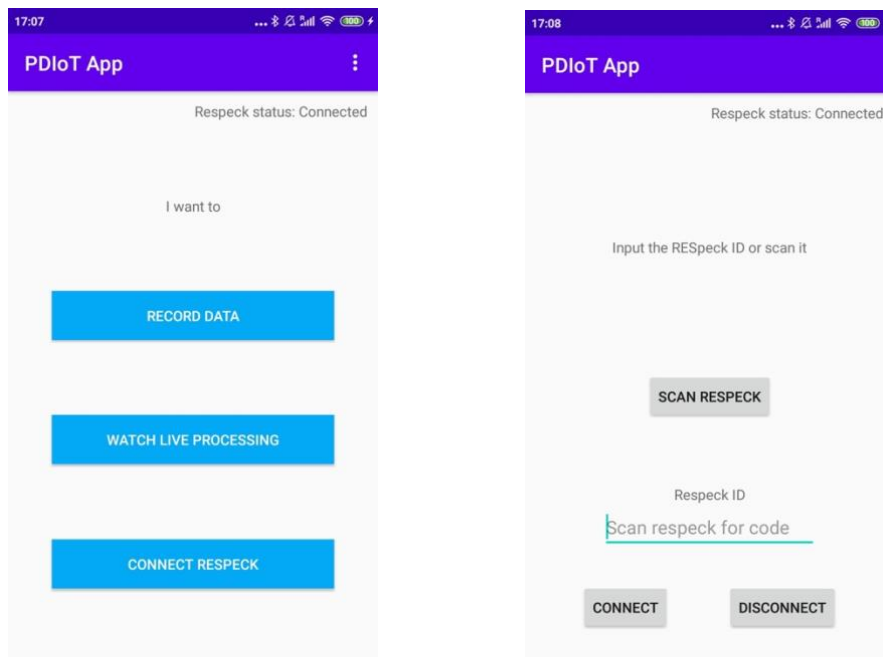 17:07
100
PDIoT App
Respeck status: Connected
I want to
RECORD DATA
WATCH LIVE PROCESSING
CONNECT RESPECK
17:08
100
PDIoT App
Respeck status: Connected
Input the RESpeck ID or scan it
SCAN RESPECK
Respeck ID
Scan respeck for code
CONNECT
DISCONNECT